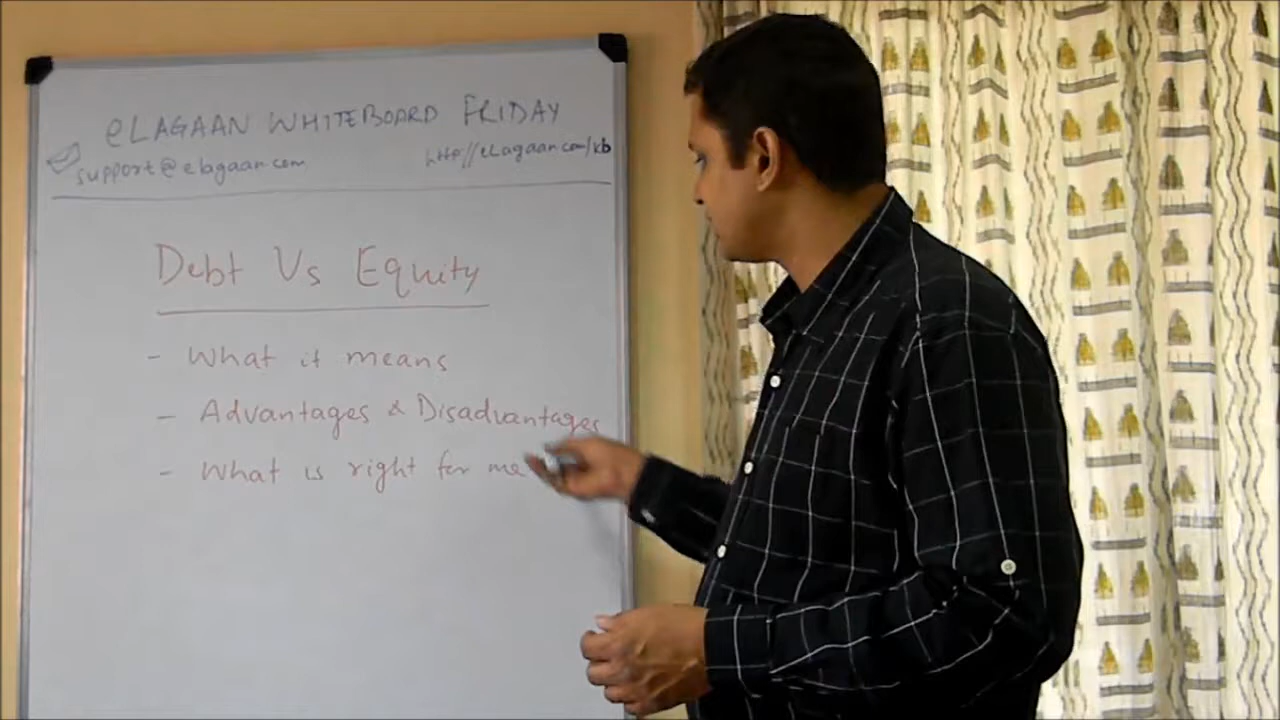 eLAGAAN WHITEBOARD FRIDAY
support@elagaan.com http://elagaan.com/kb
Debt Vs Equity
- What it means
- Advantages & Disadvantages
- What is right for me